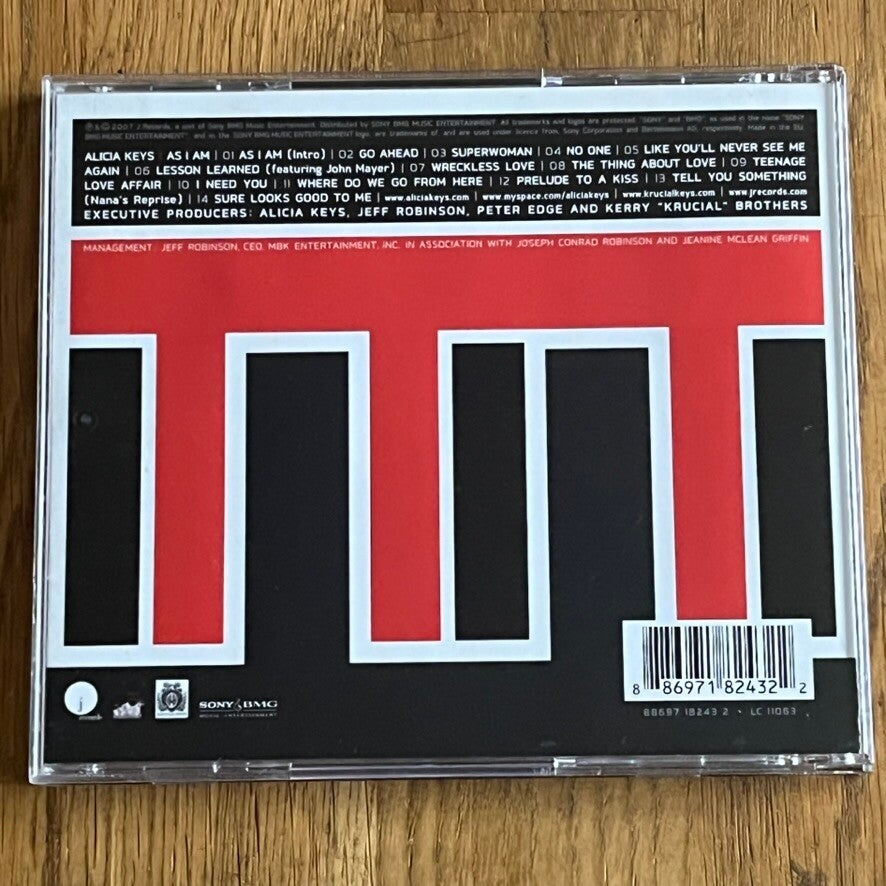 ℗ & © 2007 J Records, a unit of Sony BMG Music Entertainment. Distributed by SONY BMG MUSIC ENTERTAINMENT. All trademarks and logos are protected. "SONY" and "BMG" as used in the name "SONY
BMG MUSIC ENTERTAINMENT", and in the SONY BMG MUSIC ENTERTAINMENT logo, are trademarks of, and are used under licence from, Sony Corporation and Bertelsmann AG, respectively. Made in the EU.
ALICIA KEYS AS I AM | 01 AS I AM (Intro) | 02 GO AHEAD | 03 SUPERWOMAN | 04 NO ONE | 05 LIKE YOU'LL NEVER SEE ME
AGAIN | 06 LESSON LEARNED (featuring John Mayer) | 07 WRECKLESS LOVE | 08 THE THING ABOUT LOVE | 09 TEENAGE
LOVE AFFAIR | 10 I NEED YOU | 11 WHERE DO WE GO FROM HERE | 12 PRELUDE TO A KISS | 13 TELL YOU SOMETHING
(Nana's Reprise) | 14 SURE LOOKS GOOD TO ME | www.aliciakeys.com | www.myspace.com/aliciakeys | www.krucialkeys.com | www.jrecords.com
EXECUTIVE PRODUCERS: ALICIA KEYS, JEFF ROBINSON, PETER EDGE AND KERRY "KRUCIAL" BROTHERS
MANAGEMENT JEFF ROBINSON, CEO, MBK ENTERTAINMENT, INC. IN ASSOCIATION WITH JOSEPH CONRAD ROBINSON AND JEANINE MCLEAN GRIFFIN
8 86971 82432 2
88697 18243 2 • LC 11063
j
records
SONY BMG
MUSIC ENTERTAINMENT